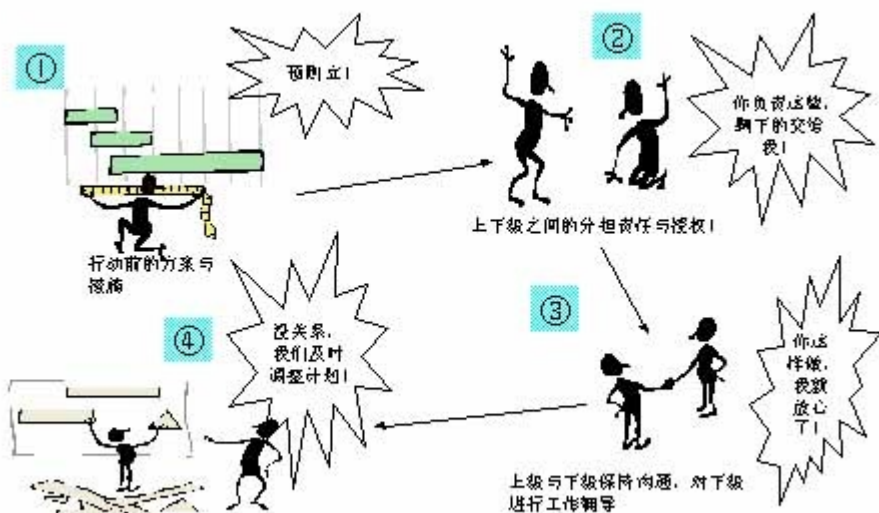 ①
预则立！
行动前的方案与
措施
②
你负责这些，
剩下的交给
我！
上下级之间的分担责任与授权！
③
你这
样做，
我就
放心
了！
上级与下级保持沟通，对下级
进行工作辅导
④
没关系，
我们及时
调整计划！